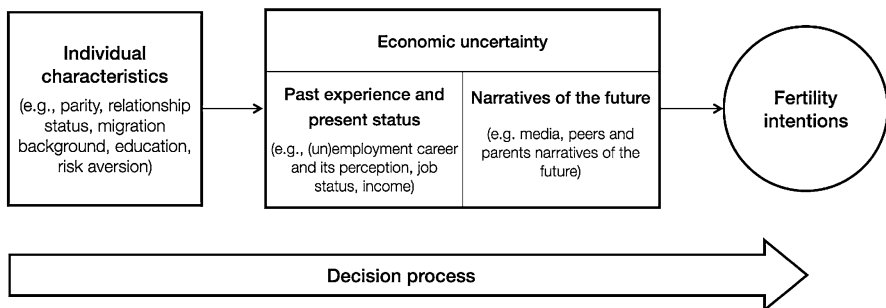 Individual
characteristics
(e.g., parity, relationship
status, migration
background, education,
risk aversion)
Economic uncertainty
Past experience and
present status
(e.g., (un)employment career
and its perception, job
status, income)
Narratives of the future
(e.g. media, peers and
parents narratives of the
future)
Fertility
intentions
Decision process